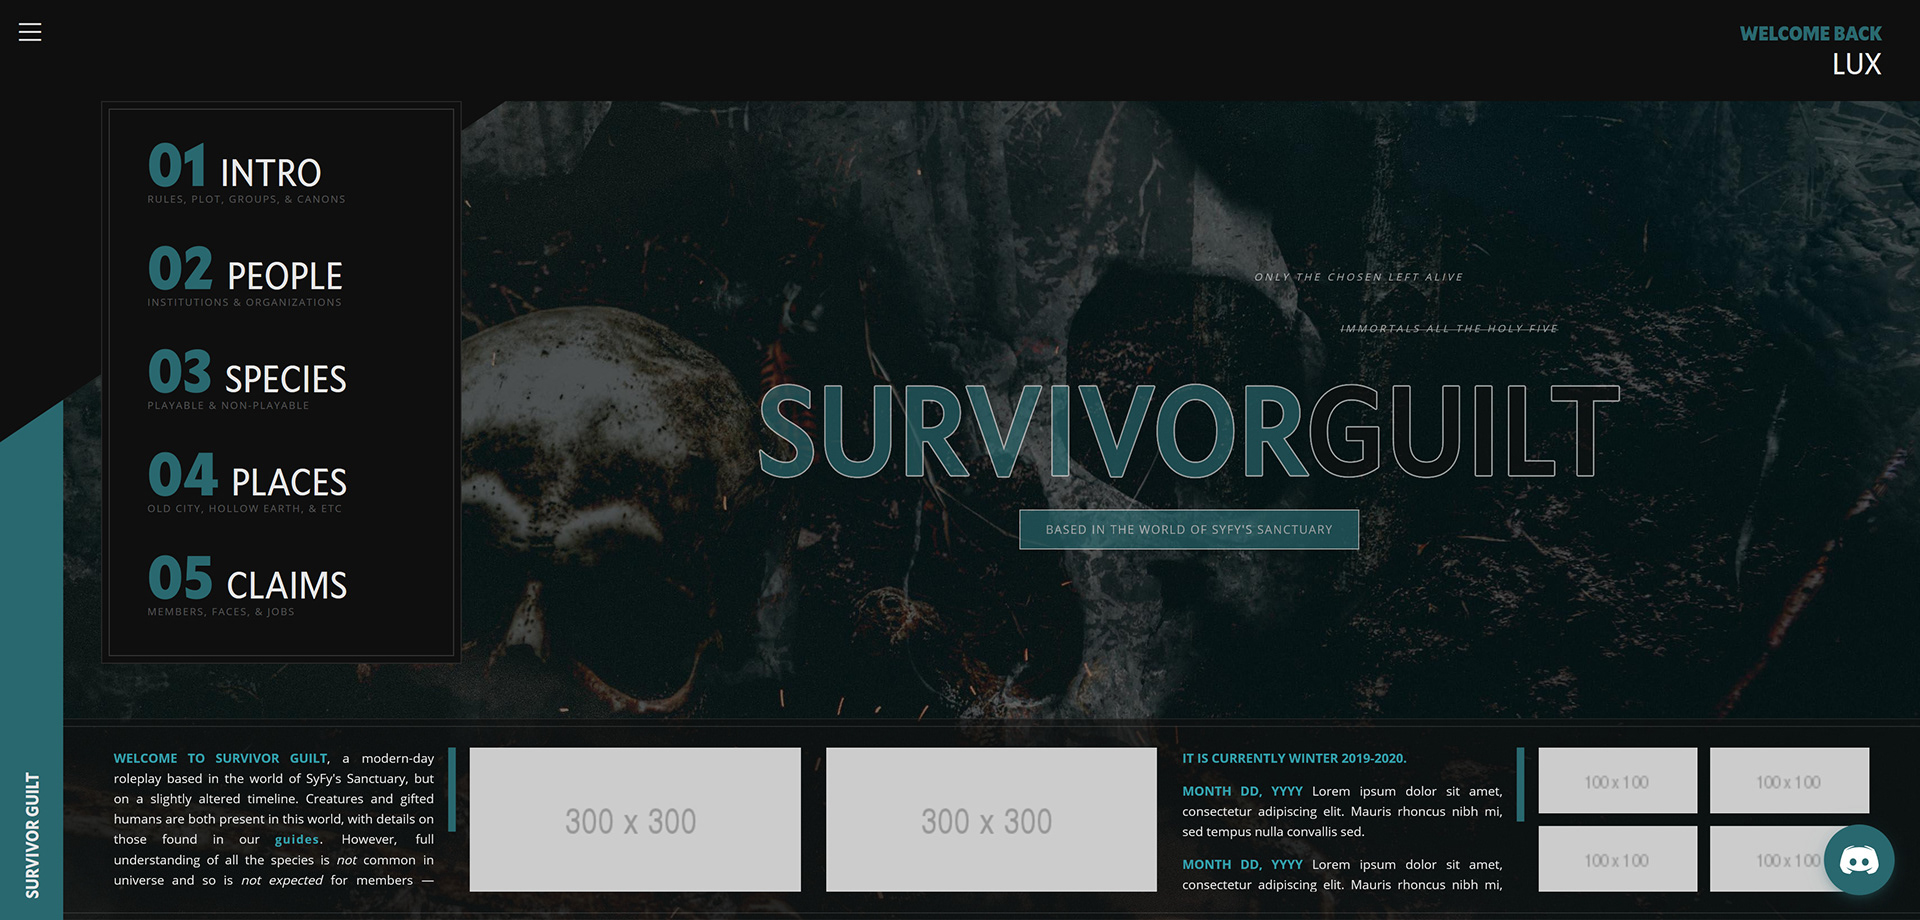 WELCOME BACK
LUX
01 INTRO
RULES, PLOT, GROUPS, & CANONS
02 PEOPLE
INSTITUTIONS & ORGANIZATIONS
03 SPECIES
PLAYABLE & NON-PLAYABLE
04 PLACES
OLD CITY, HOLLOW EARTH, & ETC
05 CLAIMS
MEMBERS, FACES, & JOBS
ONLY THE CHOSEN LEFT ALIVE
IMMORTALS ALL THE HOLY FIVE
SURVIVORGUILT
BASED IN THE WORLD OF SYFY'S SANCTUARY
SURVIVOR GUILT
WELCOME TO SURVIVOR GUILT, a modern-day
roleplay based in the world of SyFy's Sanctuary, but
on a slightly altered timeline. Creatures and gifted
humans are both present in this world, with details on
those found in our guides. However, full
understanding of all the species is not common in
universe and so is not expected for members —
300 x 300
300 x 300
IT IS CURRENTLY WINTER 2019-2020.
MONTH DD, YYYY Lorem ipsum dolor sit amet,
consectetur adipiscing elit. Mauris rhoncus nibh mi,
sed tempus nulla convallis sed.
MONTH DD, YYYY Lorem ipsum dolor sit amet,
consectetur adipiscing elit. Mauris rhoncus nibh mi,
100 x 100
100 x 100
100 x 100
100 x 100